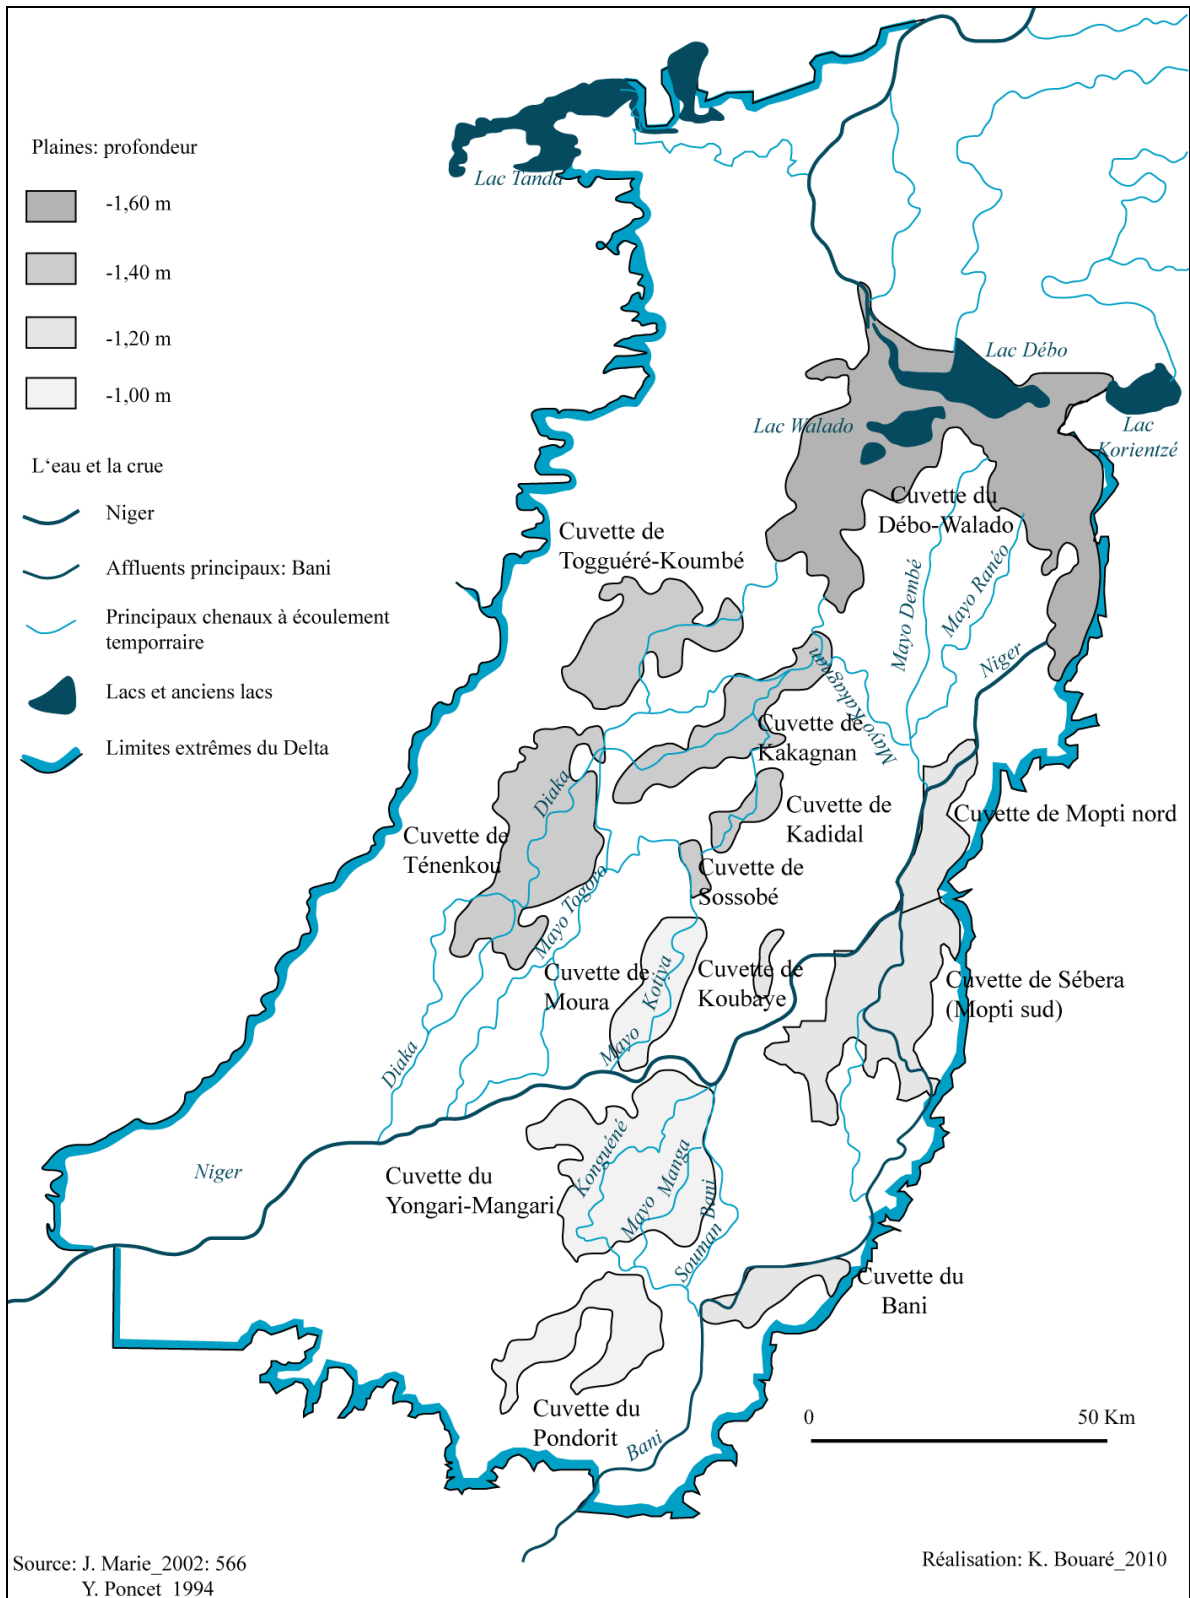 Plaines: profondeur
-1,60 m
-1,40 m
-1,20 m
-1,00 m
L‘eau et la crue
Niger
Affluents principaux: Bani
Principaux chenaux à écoulement
temporraire
Lacs et anciens lacs
Limites extrêmes du Delta
Lac Tanda
Lac Débo
Lac Walado
Lac
Korientzé
Cuvette du
Débo-Walado
Cuvette de
Togguéré-Koumbé
Mayo Dembé
Mayo Ranéo
Niger
Mayo Kakagnan
Cuvette de
Kakagnan
Diaka
Cuvette de
Kadidal
Cuvette de Mopti nord
Cuvette de
Ténenkou
Cuvette de
Sossobé
Mayo Togoro
Cuvette de
Moura
Mayo Kotiya
Cuvette de
Koubaye
Cuvette de Sébera
(Mopti sud)
Diaka
Niger
Cuvette du
Yongari-Mangari
Konguéné
Mayo Manga
Souman Bani
Cuvette du
Bani
Cuvette du
Pondorit
Bani
0 50 Km
Source: J. Marie_2002: 566
Y. Poncet_1994
Réalisation: K. Bouaré_2010